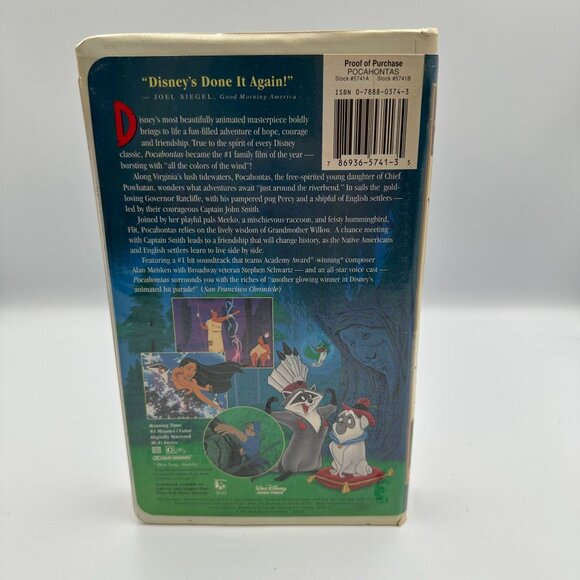 Proof of Purchase
POCAHONTAS
Stock #5741A Stock #5741B
ISBN 0-7888-0374-3
7 86936-5741-3 5
“Disney's Done It Again!”
— JOEL SIEGEL, Good Morning America
Disney's most beautifully animated masterpiece boldly
brings to life a fun-filled adventure of hope, courage
and friendship. True to the spirit of every Disney
classic, Pocahontas became the #1 family film of the year —
bursting with “all the colors of the wind”!
Along Virginia's lush tidewaters, Pocahontas, the free-spirited young daughter of Chief
Powhatan, wonders what adventures await “just around the riverbend.” In sails the gold-
loving Governor Ratcliffe, with his pampered pug Percy and a shipful of English settlers —
led by their courageous Captain John Smith.
Joined by her playful pals Meeko, a mischievous raccoon, and feisty hummingbird,
Flit, Pocahontas relies on the lively wisdom of Grandmother Willow. A chance meeting
with Captain Smith leads to a friendship that will change history, as the Native Americans
and English settlers learn to live side by side.
Featuring a #1 hit soundtrack that teams Academy Award®-winning* composer
Alan Menken with Broadway veteran Stephen Schwartz — and an all-star voice cast —
Pocahontas surrounds you with the riches of “another glowing winner in Disney's
animated hit parade!” (San Francisco Chronicle)
Running Time:
81 Minutes / Color
Digitally Mastered
Hi-Fi Stereo
Walt Disney
HOME VIDEO